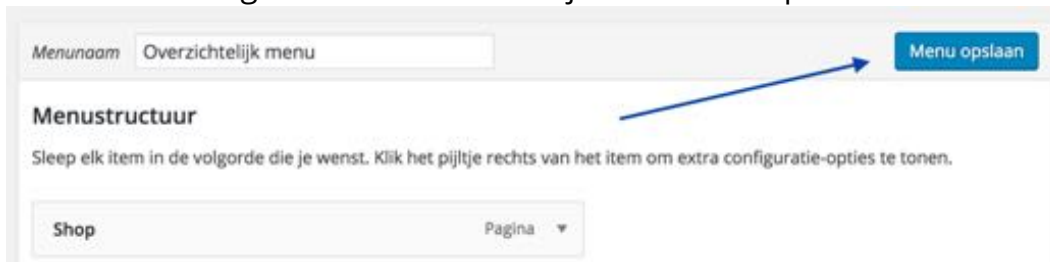 Menunaam Overzichtelijk menu Menu opslaan
Menustructuur
Sleep elk item in de volgorde die je wenst. Klik het pijltje rechts van het item om extra configuratie-opties te tonen.
Shop Pagina